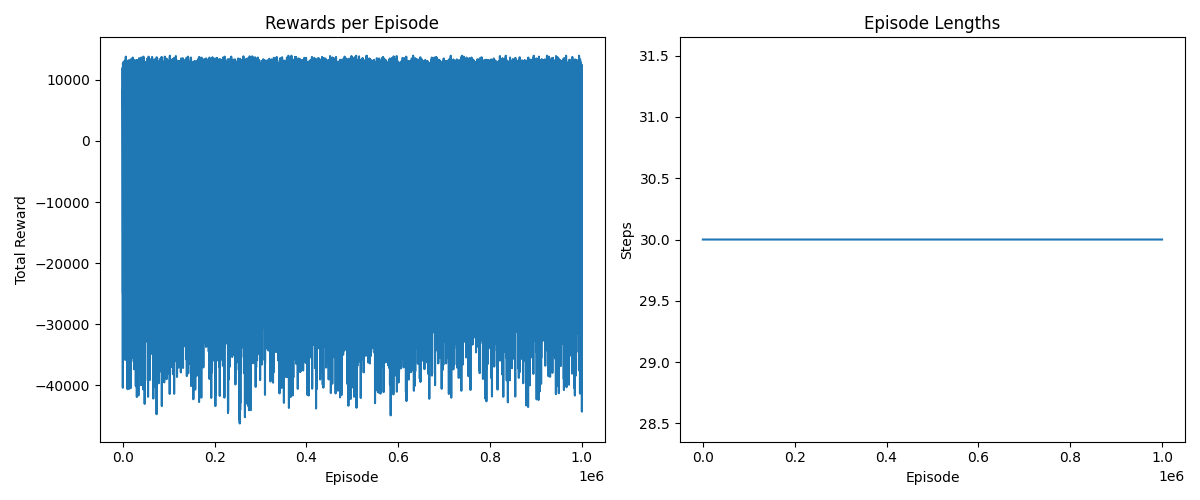 Rewards per Episode
Total Reward
10000
0
−10000
−20000
−30000
−40000
0.0 0.2 0.4 0.6 0.8 1.0
1e6
Episode
Episode Lengths
Steps
31.5
31.0
30.5
30.0
29.5
29.0
28.5
0.0 0.2 0.4 0.6 0.8 1.0
1e6
Episode